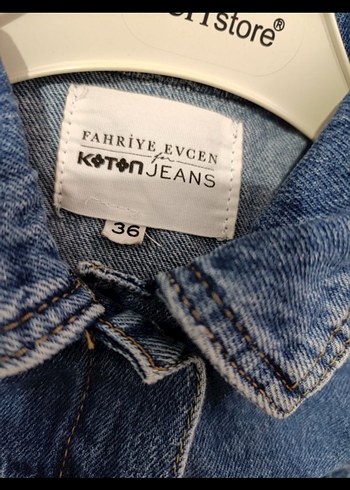 store®
FAHRİYE EVCEN
for
KOTON JEANS
36